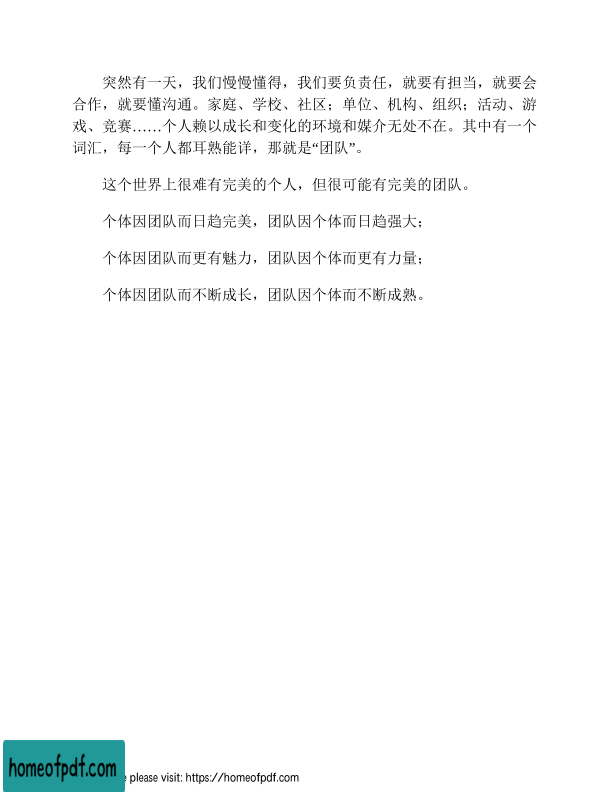 突然有一天，我们慢慢懂得，我们要负责任，就要有担当，就要会
合作，就要懂沟通。家庭、学校、社区；单位、机构、组织；活动、游
戏、竞赛……个人赖以成长和变化的环境和媒介无处不在。其中有一个
词汇，每一个人都耳熟能详，那就是“团队”。
这个世界上很难有完美的个人，但很可能有完美的团队。
个体因团队而日趋完美，团队因个体而日趋强大；
个体因团队而更有魅力，团队因个体而更有力量；
个体因团队而不断成长，团队因个体而不断成熟。
homeofpdf.com
please visit: https://homeofpdf.com